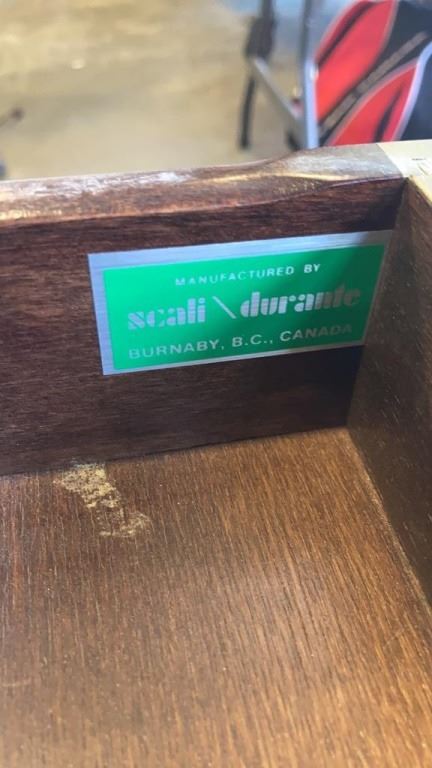 MANUFACTURED BY
scali \ durante
BURNABY, B.C., CANADA